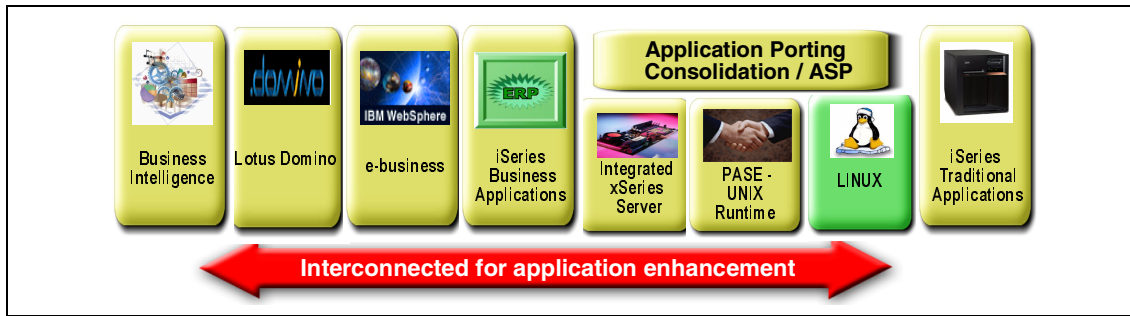 .domino
IBM WebSphere
ERP
Application Porting
Consolidation / ASP
Business
Intelligence
Lotus Domino
e-business
iSeries
Business
Applications
Integrated
xSeries
Server
PASE -
UNIX
Runtime
LINUX
iSeries
Traditional
Applications
Interconnected for application enhancement